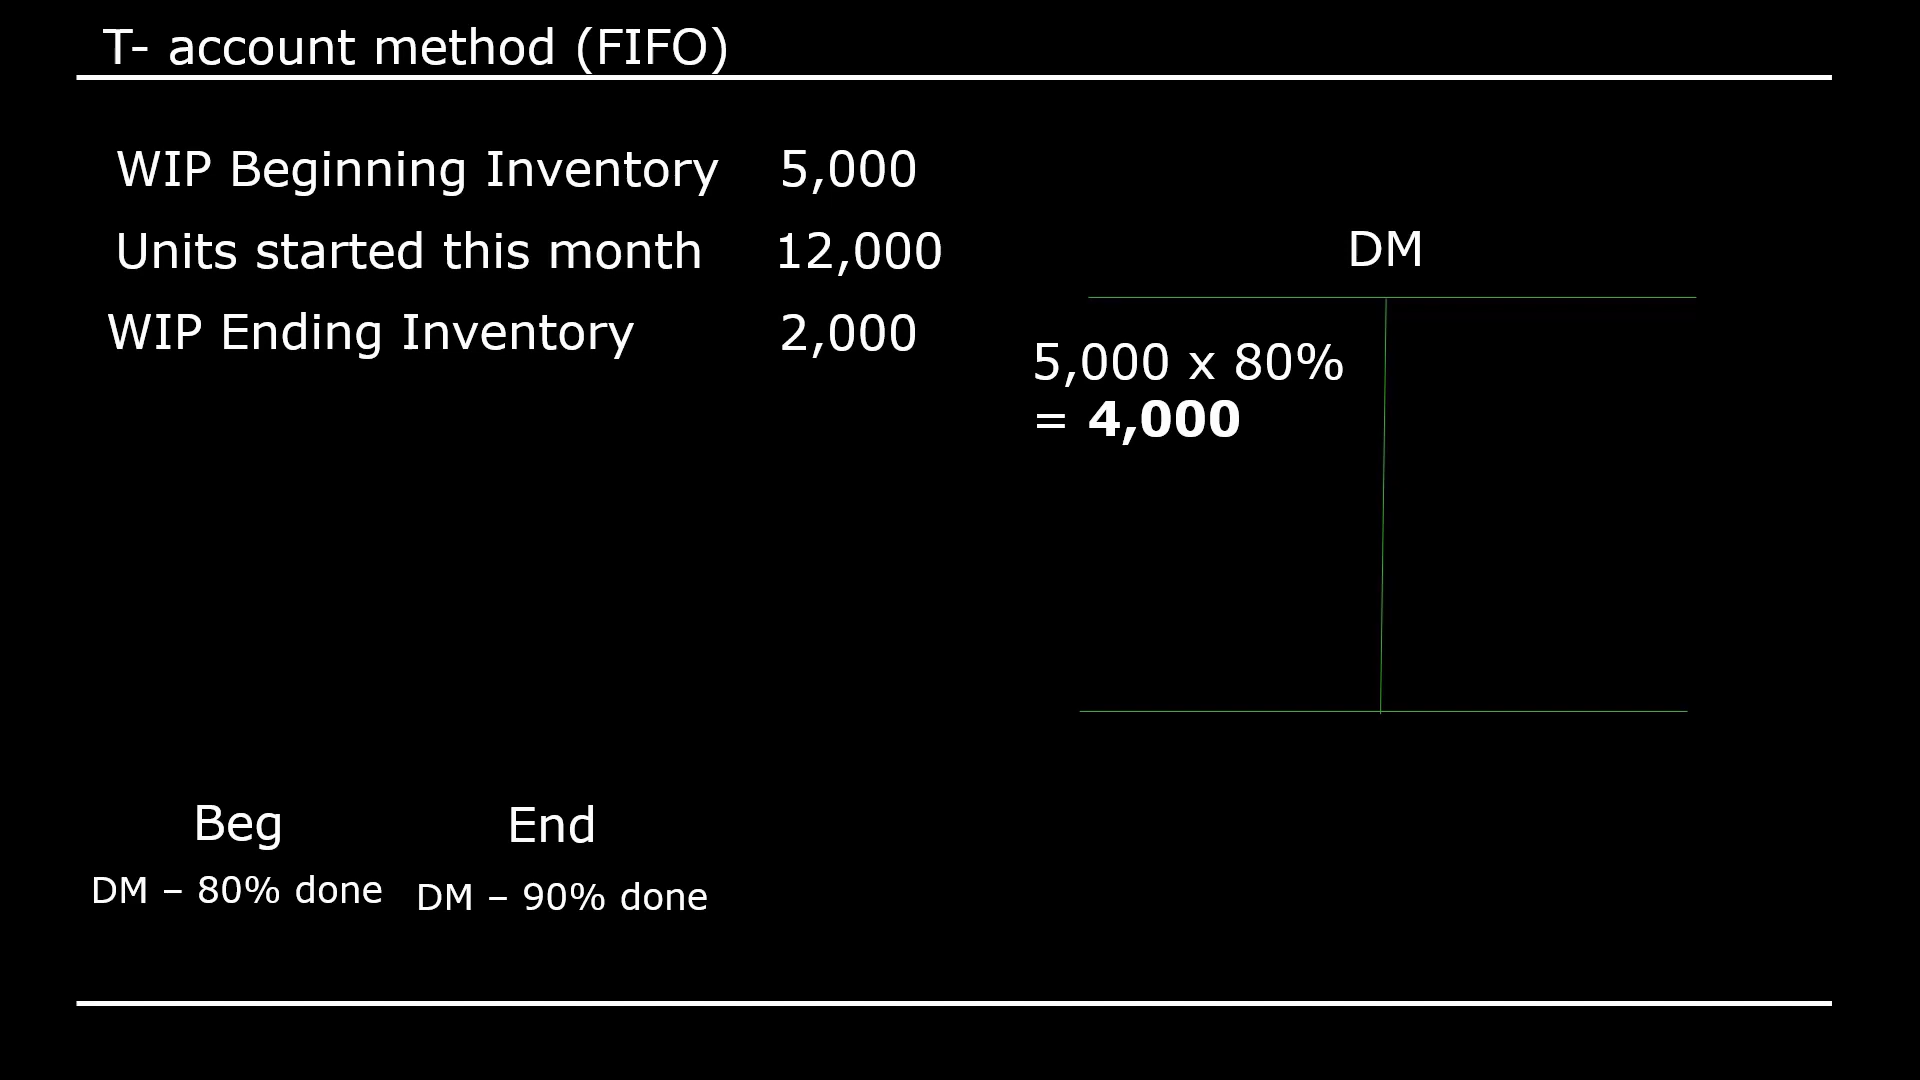 T- account method (FIFO)
WIP Beginning Inventory 5,000
Units started this month 12,000
WIP Ending Inventory 2,000
DM
5,000 x 80%
= 4,000
Beg End
DM – 80% done DM – 90% done